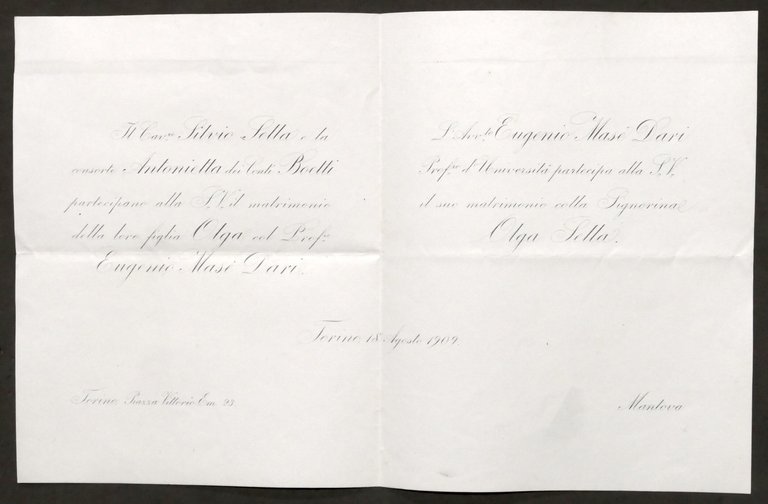 Il Cav.re Silvio Sella e la
consorte Antonietta dei Conti Boetti
partecipano alla S.V. il matrimonio
della loro figlia Olga col Prof.re
Eugenio Masé Dari.
L'Avv.to Eugenio Masé Dari
Prof.re d'Università partecipa alla S.V.
il suo matrimonio colla Signorina
Olga Sella.
Torino 18 Agosto 1909.
Torino Piazza Vittorio Em. 23.
Mantova